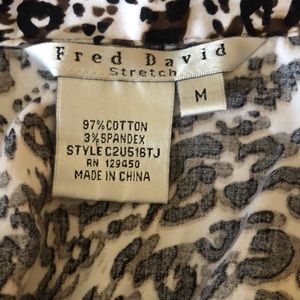 Fred David
Stretch
M
97%COTTON
3%SPANDEX
STYLE:C2U516TJ
RN 129450
MADE IN CHINA